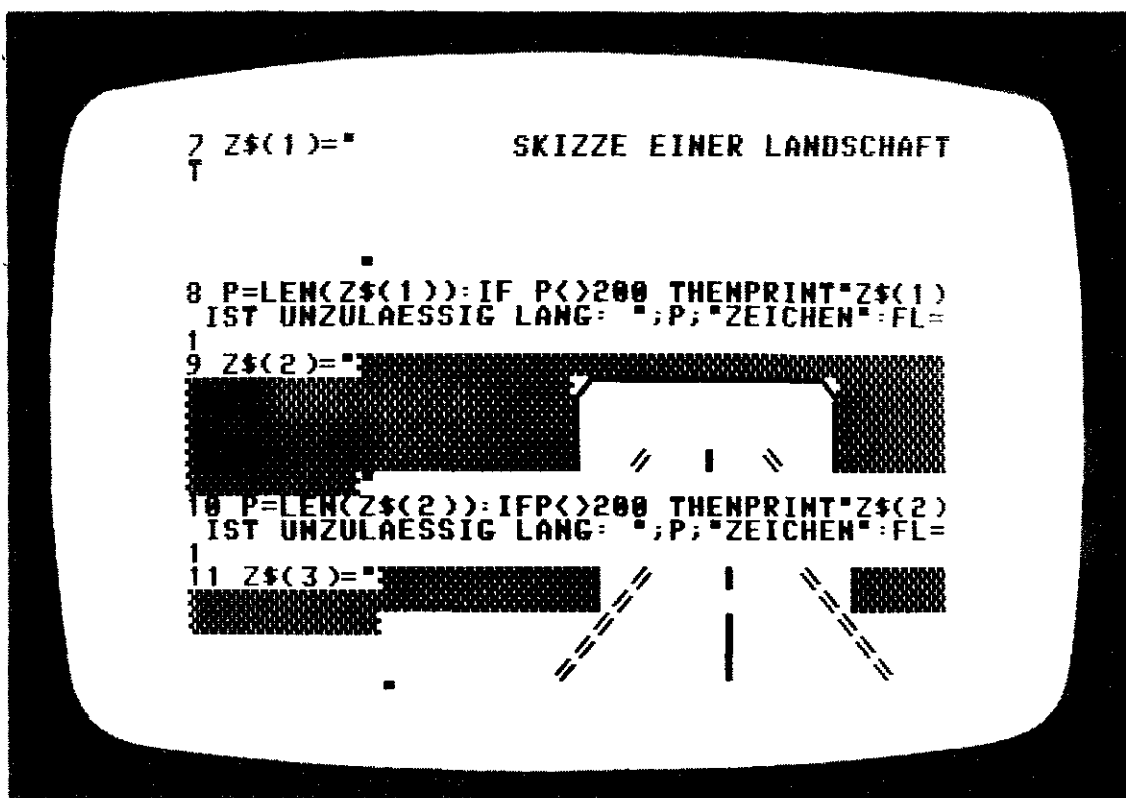 7 Z$(1)="        SKIZZE EINER LANDSCHAFT
T
"
8 P=LEN(Z$(1)):IF P<>200 THENPRINT"Z$(1)
IST UNZULAESSIG LANG: ";P;"ZEICHEN":FL=
1
9 Z$(2)="
"
10 P=LEN(Z$(2)):IFP<>200 THENPRINT"Z$(2)
IST UNZULAESSIG LANG: ";P;"ZEICHEN":FL=
1
11 Z$(3)="
"